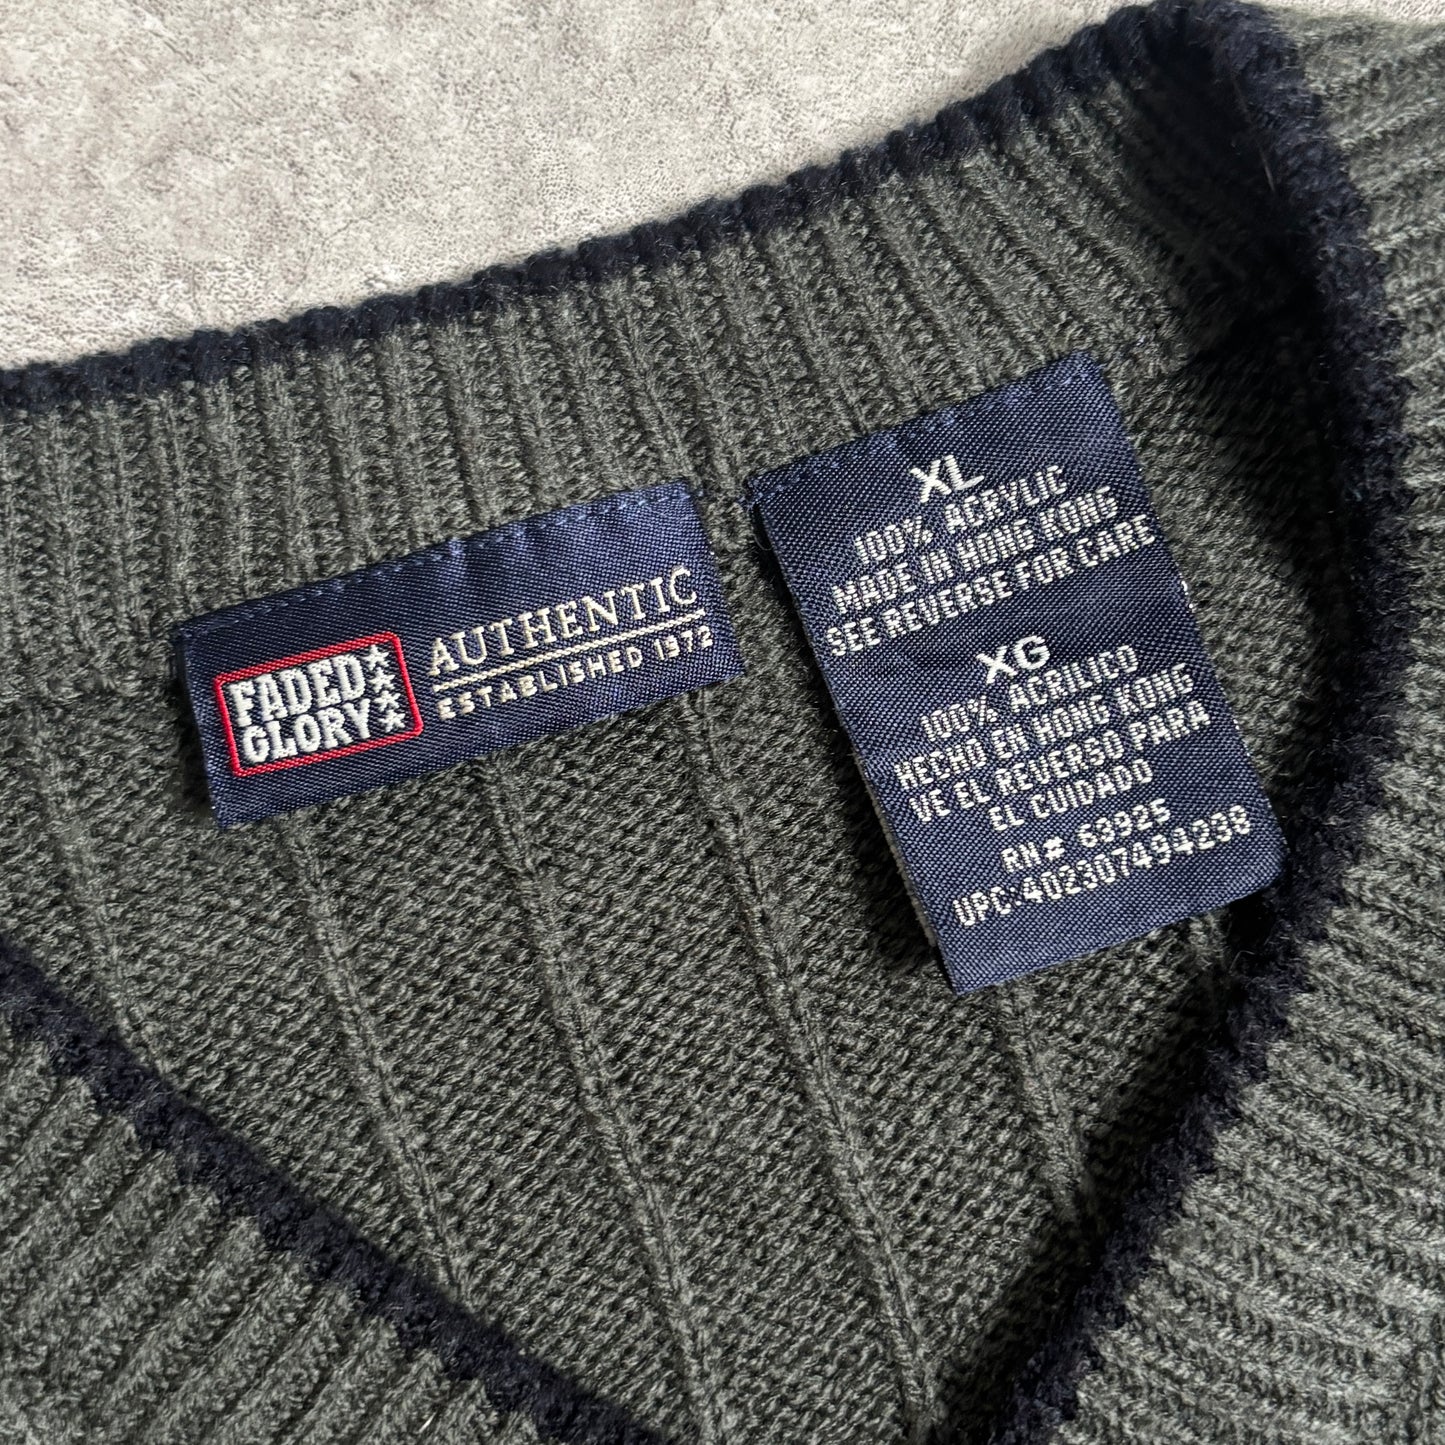 FADED
GLORY
AUTHENTIC
ESTABLISHED 1972
XL
100% ACRYLIC
MADE IN HONG KONG
SEE REVERSE FOR CARE
XG
100% ACRILICO
HECHO EN HONG KONG
VE EL REVERSO PARA
EL CUIDADO
RN# 63925
UPC:402307494238